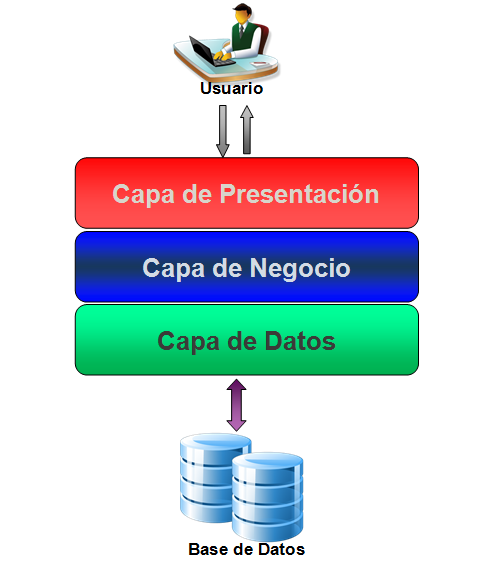 Usuario
Capa de Presentación
Capa de Negocio
Capa de Datos
Base de Datos